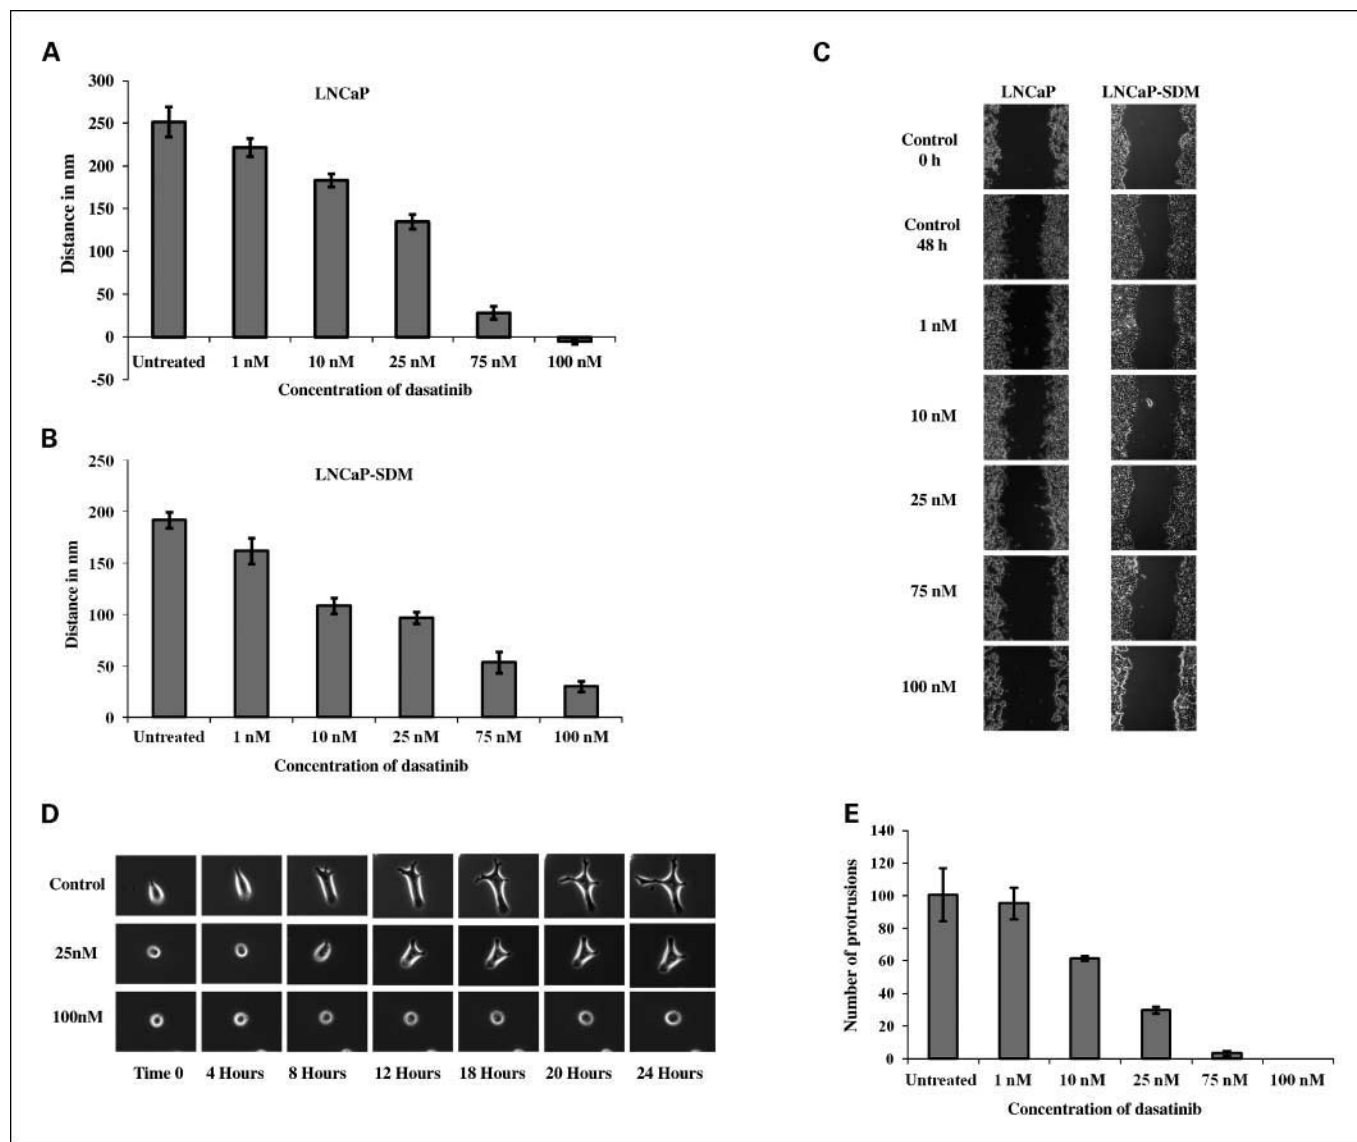 A
LNCaP
300
250
200
150
100
50
0
-50
Distance in nm
Untreated 1 nM 10 nM 25 nM 75 nM 100 nM
Concentration of dasatinib
B
LNCaP-SDM
250
200
150
100
50
0
Distance in nm
Untreated 1 nM 10 nM 25 nM 75 nM 100 nM
Concentration of dasatinib
C
LNCaP LNCaP-SDM
Control
0 h
Control
48 h
1 nM
10 nM
25 nM
75 nM
100 nM
D
Control
25nM
100nM
Time 0 4 Hours 8 Hours 12 Hours 18 Hours 20 Hours 24 Hours
E
140
120
100
80
60
40
20
0
Number of protrusions
Untreated 1 nM 10 nM 25 nM 75 nM 100 nM
Concentration of dasatinib